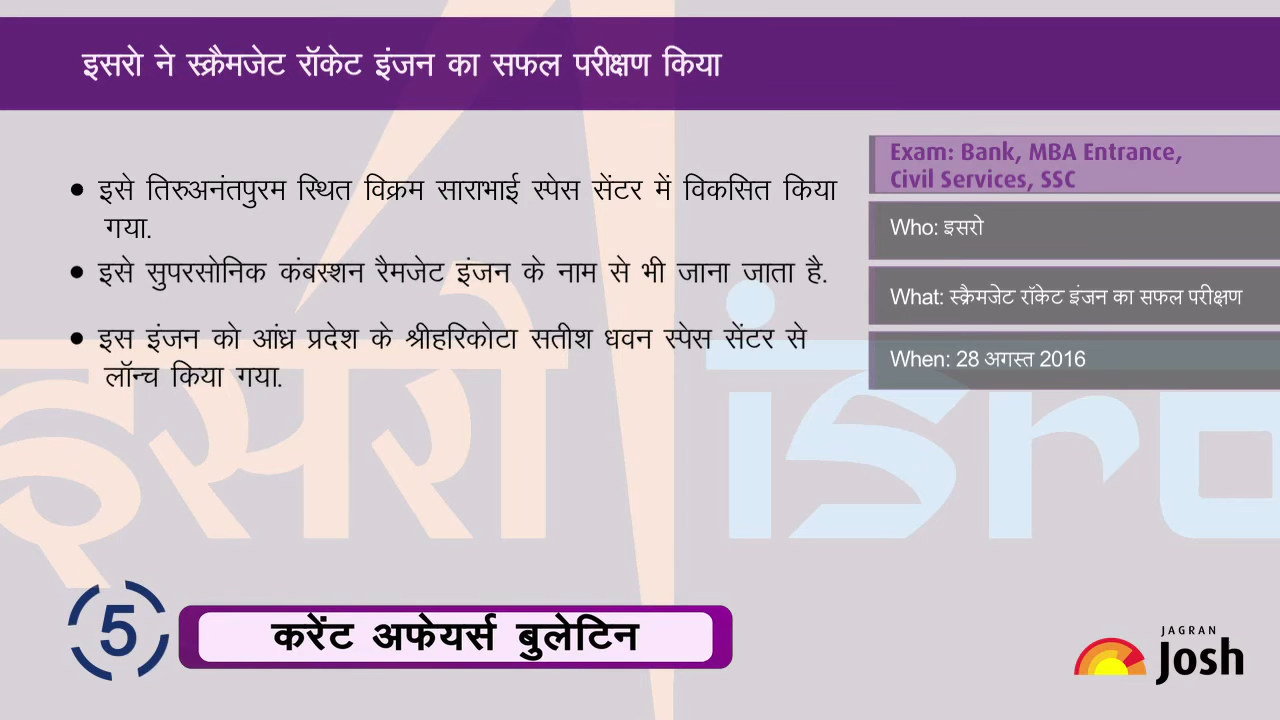 इसरो ने स्क्रैमजेट रॉकेट इंजन का सफल परीक्षण किया
• इसे तिरुअनंतपुरम स्थित विक्रम साराभाई स्पेस सेंटर में विकसित किया
गया.
• इसे सुपरसोनिक कंबस्शन रैमजेट इंजन के नाम से भी जाना जाता है.
• इस इंजन को आंध्र प्रदेश के श्रीहरिकोटा सतीश धवन स्पेस सेंटर से
लॉन्च किया गया.
Exam: Bank, MBA Entrance,
Civil Services, SSC
Who: इसरो
What: स्क्रैमजेट रॉकेट इंजन का सफल परीक्षण
When: 28 अगस्त 2016
इसरो isro
5 करेंट अफेयर्स बुलेटिन
JAGRAN
Josh